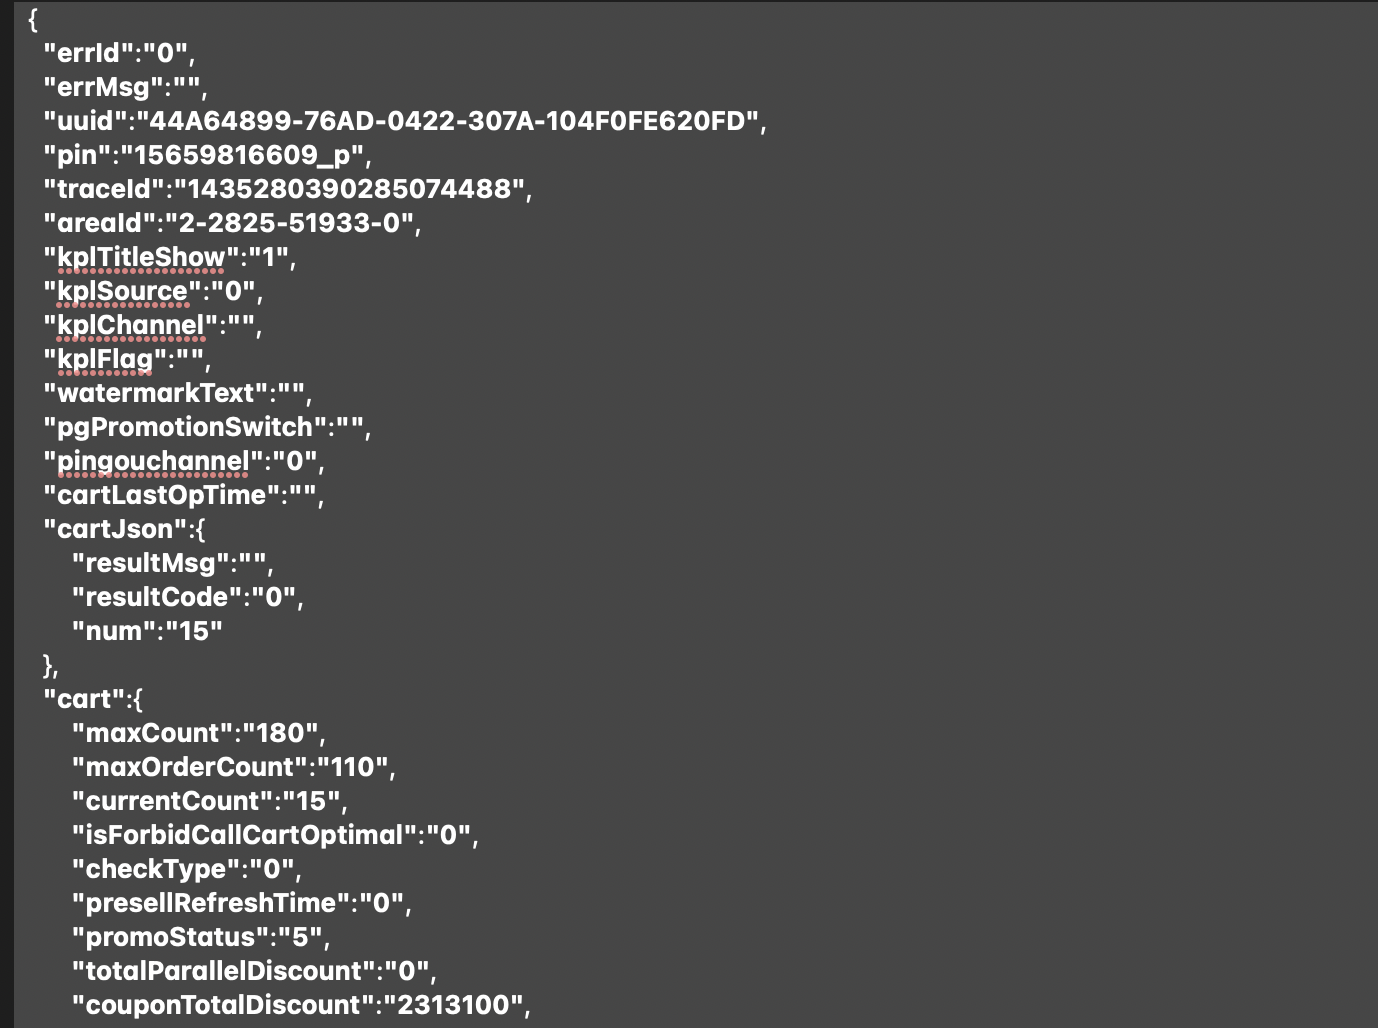 {
"errId":"0",
"errMsg":"",
"uuid":"44A64899-76AD-0422-307A-104F0FE620FD",
"pin":"15659816609_p",
"traceId":"1435280390285074488",
"areaId":"2-2825-51933-0",
"kplTitleShow":"1",
"kplSource":"0",
"kplChannel":"",
"kplFlag":"",
"watermarkText":"",
"pgPromotionSwitch":"",
"pingouchannel":"0",
"cartLastOpTime":"",
"cartJson":{
"resultMsg":"",
"resultCode":"0",
"num":"15"
},
"cart":{
"maxCount":"180",
"maxOrderCount":"110",
"currentCount":"15",
"isForbidCallCartOptimal":"0",
"checkType":"0",
"presellRefreshTime":"0",
"promoStatus":"5",
"totalParallelDiscount":"0",
"couponTotalDiscount":"2313100",